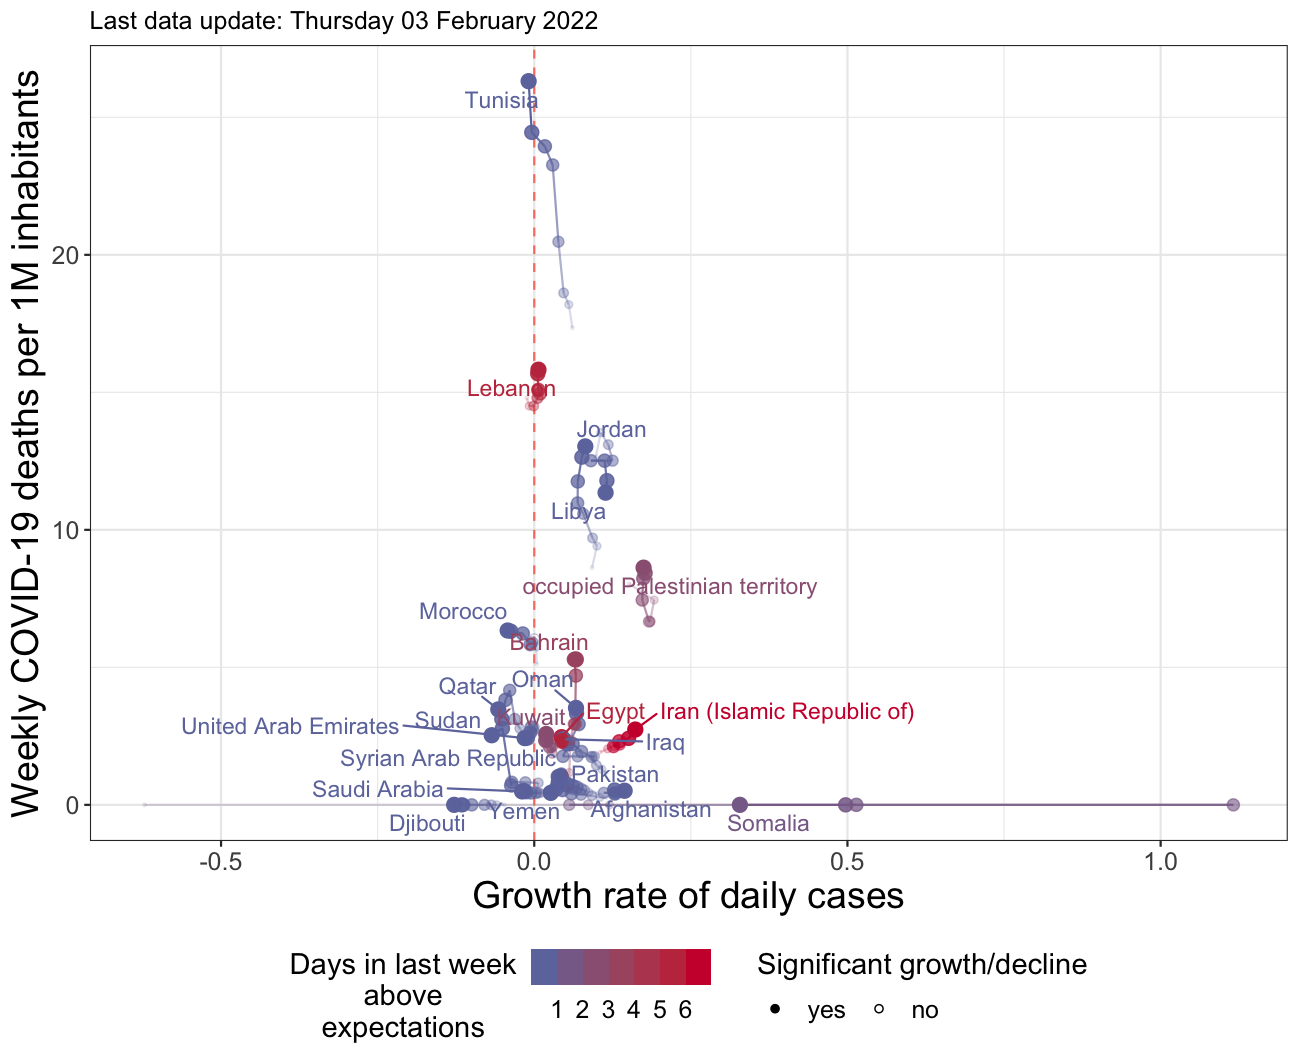 Last data update: Thursday 03 February 2022
Weekly COVID-19 deaths per 1M inhabitants
20
10
0
Tunisia
Lebanon
Jordan
Libya
occupied Palestinian territory
Morocco
Bahrain
Qatar
Oman
United Arab Emirates
Sudan
Kuwait
Egypt
Iran (Islamic Republic of)
Iraq
Syrian Arab Republic
Pakistan
Saudi Arabia
Yemen
Afghanistan
Djibouti
Somalia
-0.5
0.0
0.5
1.0
Growth rate of daily cases
Days in last week
above
expectations
1 2 3 4 5 6
Significant growth/decline
yes
no